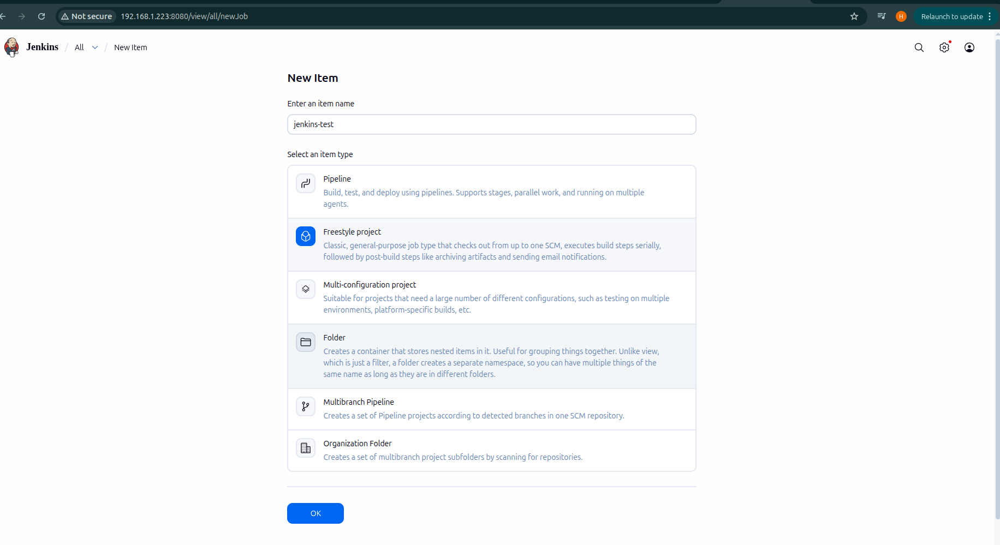 Not secure 192.168.1.223:8080/view/all/newJob H Relaunch to update
Jenkins / All / New Item
New Item
Enter an item name
jenkins-test
Select an item type
Pipeline
Build, test, and deploy using pipelines. Supports stages, parallel work, and running on multiple
agents.
Freestyle project
Classic, general-purpose job type that checks out from up to one SCM, executes build steps serially,
followed by post-build steps like archiving artifacts and sending email notifications.
Multi-configuration project
Suitable for projects that need a large number of different configurations, such as testing on multiple
environments, platform-specific builds, etc.
Folder
Creates a container that stores nested items in it. Useful for grouping things together. Unlike view,
which is just a filter, a folder creates a separate namespace, so you can have multiple things of the
same name as long as they are in different folders.
Multibranch Pipeline
Creates a set of Pipeline projects according to detected branches in one SCM repository.
Organization Folder
Creates a set of multibranch project subfolders by scanning for repositories.
OK